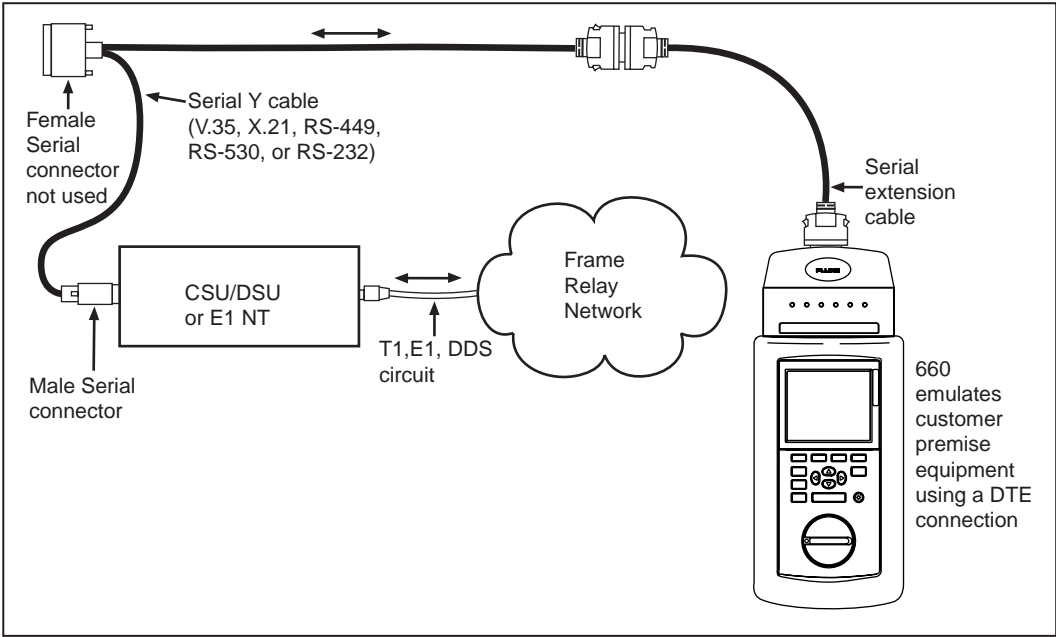 Female
Serial
connector
not used
Serial Y cable
(V.35, X.21, RS-449,
RS-530, or RS-232)
Serial
extension
cable
FLUKE
CSU/DSU
or E1 NT
Frame
Relay
Network
T1,E1, DDS
circuit
Male Serial
connector
660
emulates
customer
premise
equipment
using a DTE
connection